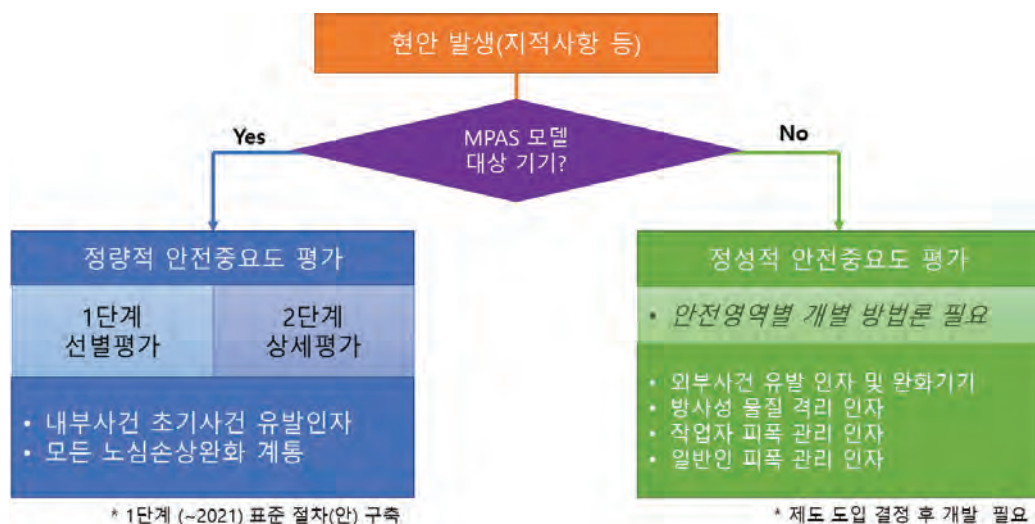 현안 발생(지적사항 등)
MPAS 모델
대상 기기?
Yes
No
정량적 안전중요도 평가
1단계
선별평가
2단계
상세평가
• 내부사건 초기사건 유발인자
• 모든 노심손상완화 계통
* 1단계 (~2021) 표준 절차(안) 구축
정성적 안전중요도 평가
• 안전영역별 개별 방법론 필요
• 외부사건 유발 인자 및 완화기기
• 방사성 물질 격리 인자
• 작업자 피폭 관리 인자
• 일반인 피폭 관리 인자
* 제도 도입 결정 후 개발 필요